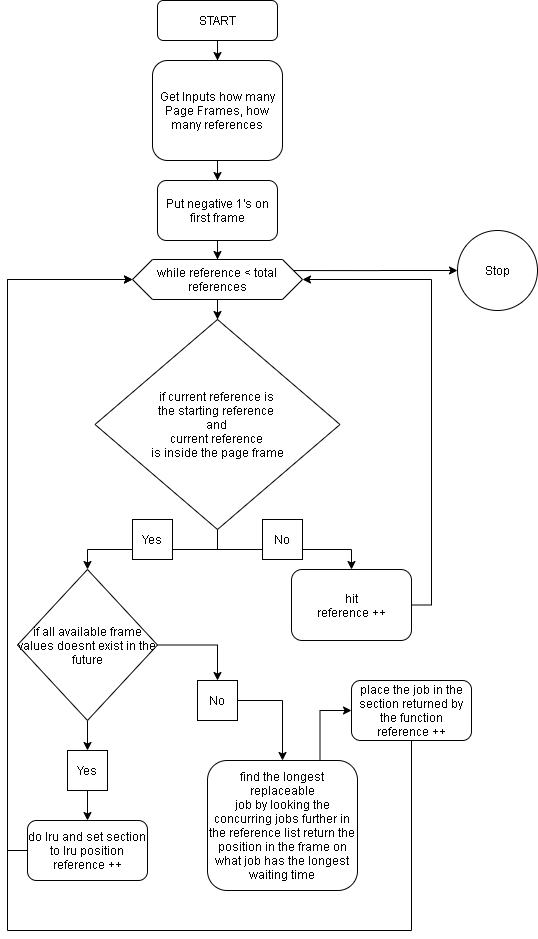 START
Get Inputs how many
Page Frames, how
many references
Put negative 1's on
first frame
while reference < total
references
Stop
if current reference is
the starting reference
and
current reference
is inside the page frame
Yes
No
hit
reference ++
if all available frame
values doesnt exist in the
future
No
place the job in the
section returned by
the function
reference ++
Yes
find the longest
replaceable
job by looking the
concurring jobs further in
the reference list return the
position in the frame on
what job has the longest
waiting time
do lru and set section
to lru position
reference ++